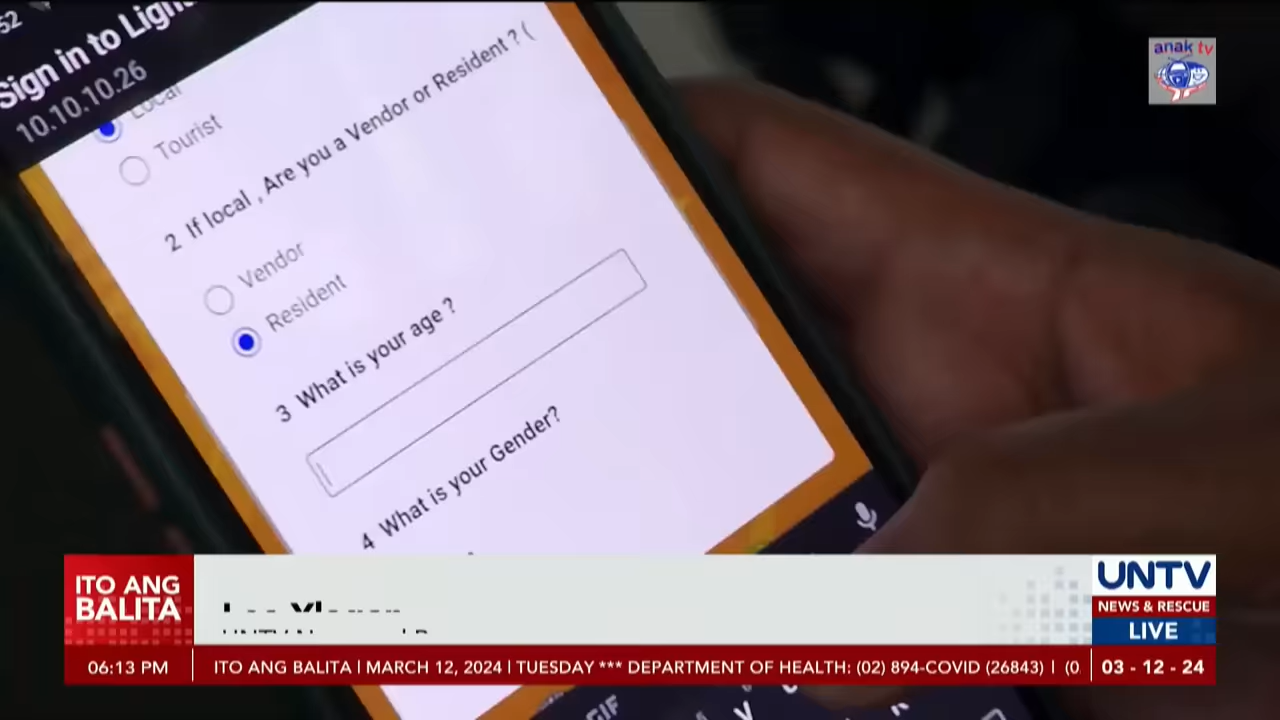 52
Sign in to Ligh
10.10.10.26
Local
Tourist
2 If local , Are you a Vendor or Resident ? (
Vendor
Resident
3 What is your age ?
4 What is your Gender?
GIF
anak tv
ITO ANG
BALITA
UNTV
NEWS & RESCUE
LIVE
06:13 PM
ITO ANG BALITA | MARCH 12, 2024 | TUESDAY *** DEPARTMENT OF HEALTH: (02) 894-COVID (26843) | (0
03 - 12 - 24